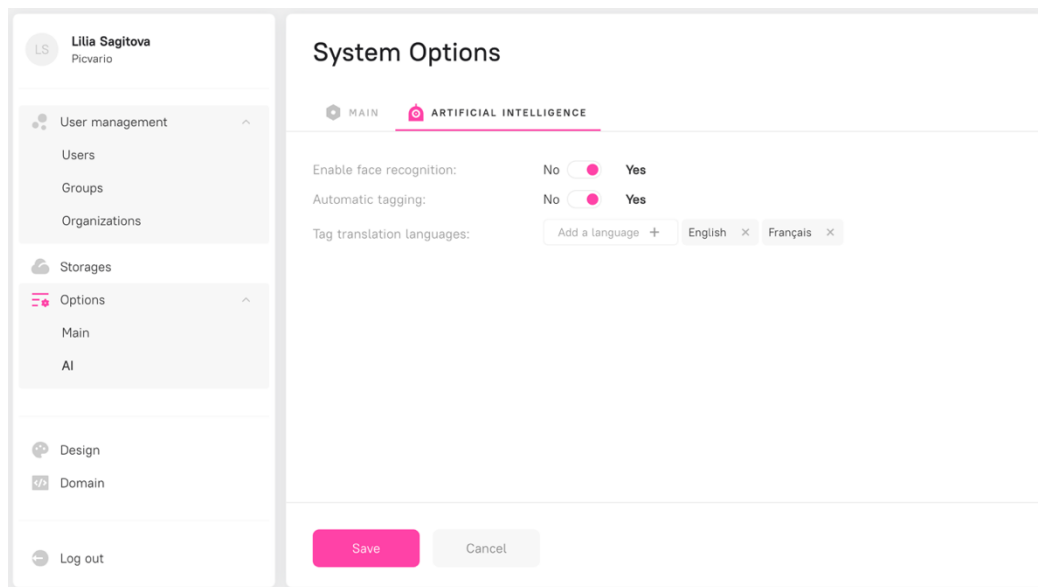 LS
Lilia Sagitova
Picvario
User management
Users
Groups
Organizations
Storages
Options
Main
AI
Design
Domain
Log out
System Options
MAIN ARTIFICIAL INTELLIGENCE
Enable face recognition: No Yes
Automatic tagging: No Yes
Tag translation languages: Add a language + English × Français ×
Save Cancel